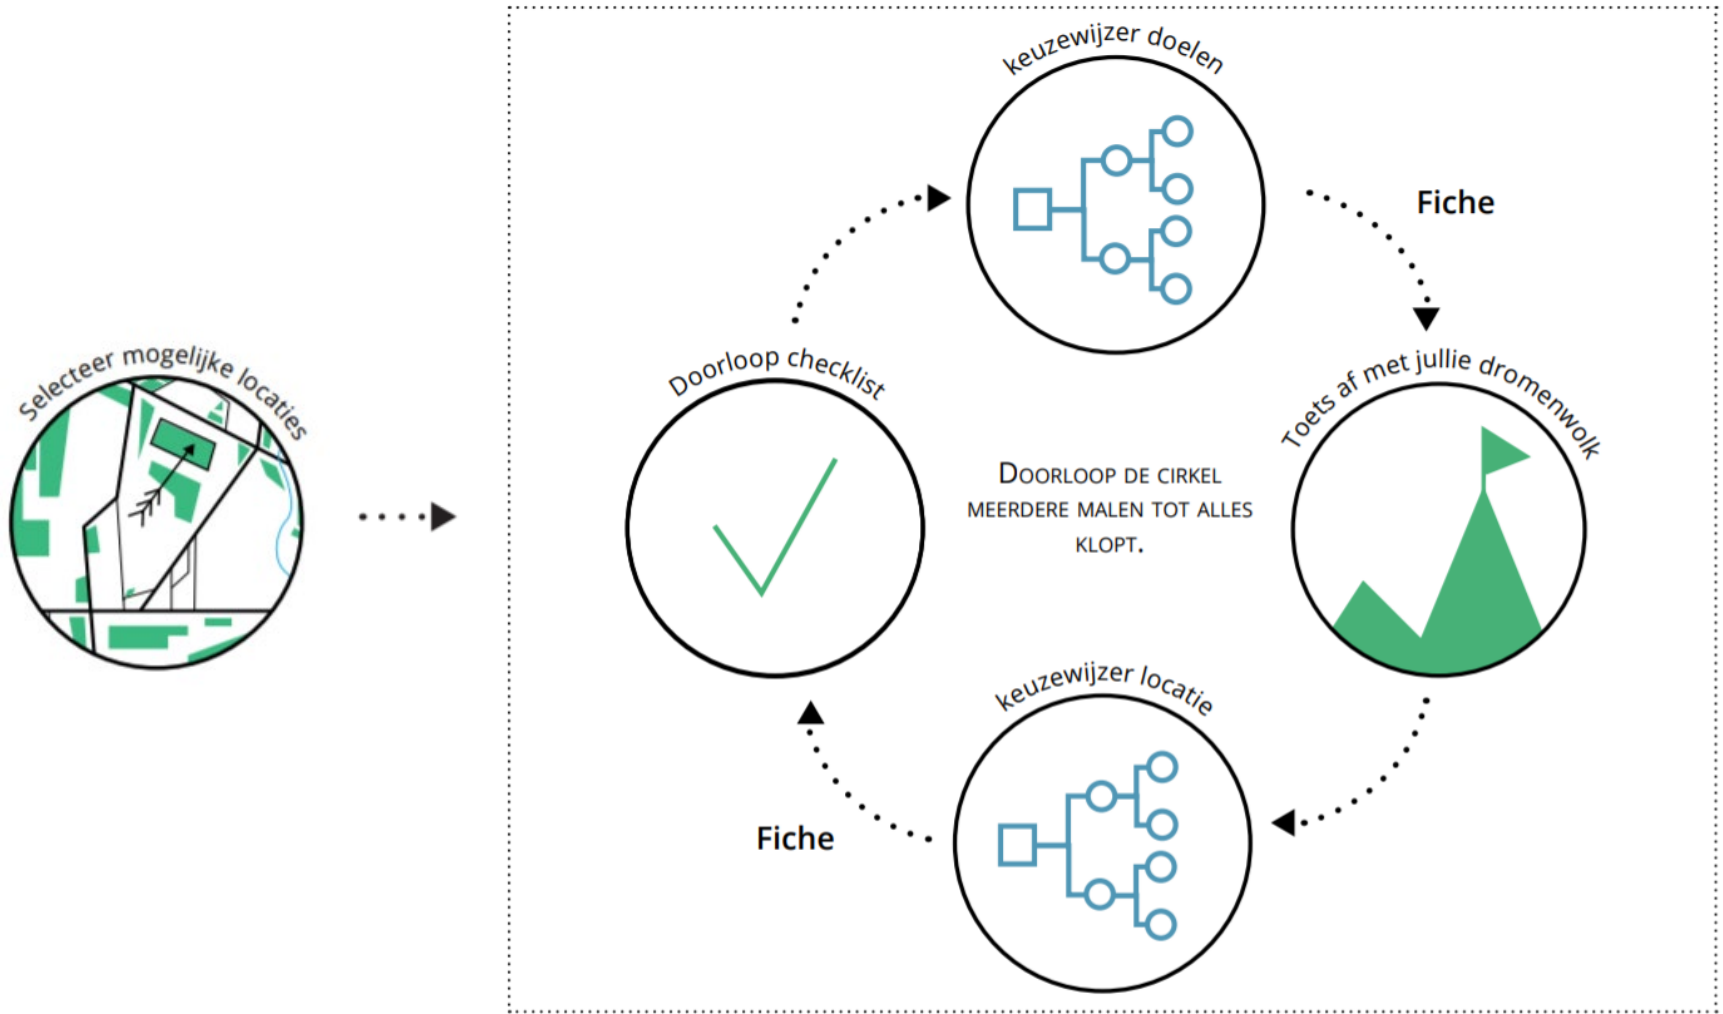 Selecteer mogelijke locaties
keuzewijzer doelen
Fiche
Doorloop checklist
Toets af met jullie dromenwolk
Doorloop de cirkel
meerdere malen tot alles
klopt.
keuzewijzer locatie
Fiche